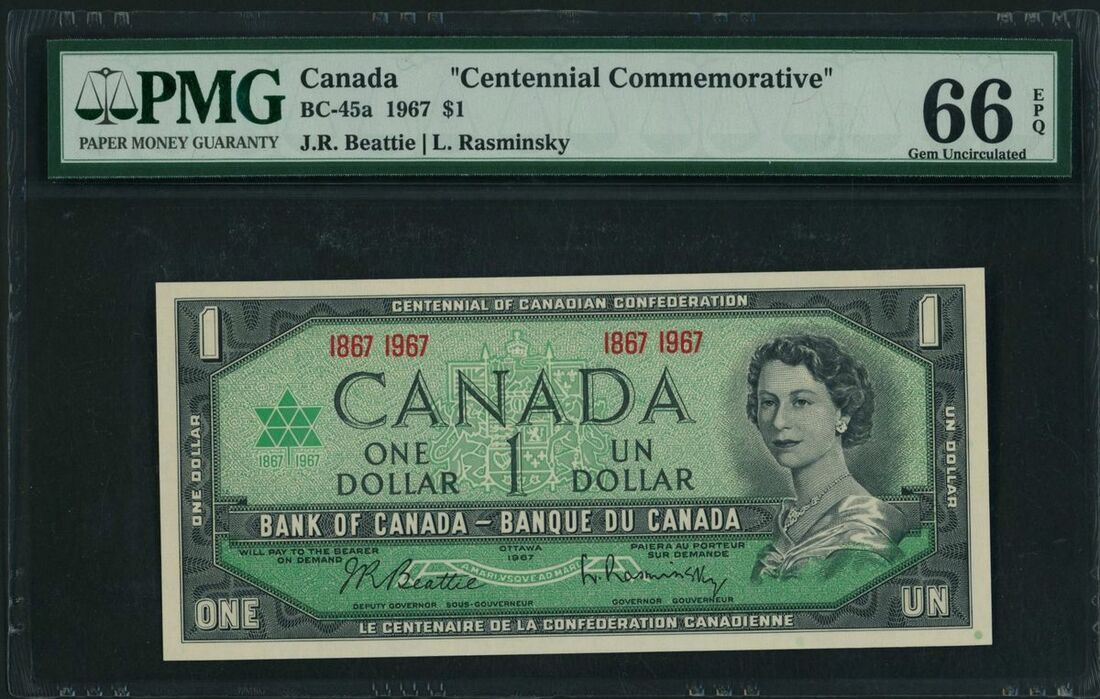 PMG
PAPER MONEY GUARANTY
Canada "Centennial Commemorative"
BC-45a 1967 $1
J.R. Beattie | L. Rasminsky
66 EPQ
Gem Uncirculated
CENTENNIAL OF CANADIAN CONFEDERATION
1 1
1867 1967 1867 1967
CANADA
1867 1967
ONE DOLLAR 1 UN DOLLAR
ONE DOLLAR
UN DOLLAR
BANK OF CANADA – BANQUE DU CANADA
WILL PAY TO THE BEARER ON DEMAND
OTTAWA 1967
PAIERA AU PORTEUR SUR DEMANDE
A MARI VSQVE AD MARE
JR Beattie
L. Rasminsky
DEPUTY GOVERNOR SOUS-GOUVERNEUR
GOVERNOR GOUVERNEUR
ONE UN
LE CENTENAIRE DE LA CONFÉDÉRATION CANADIENNE